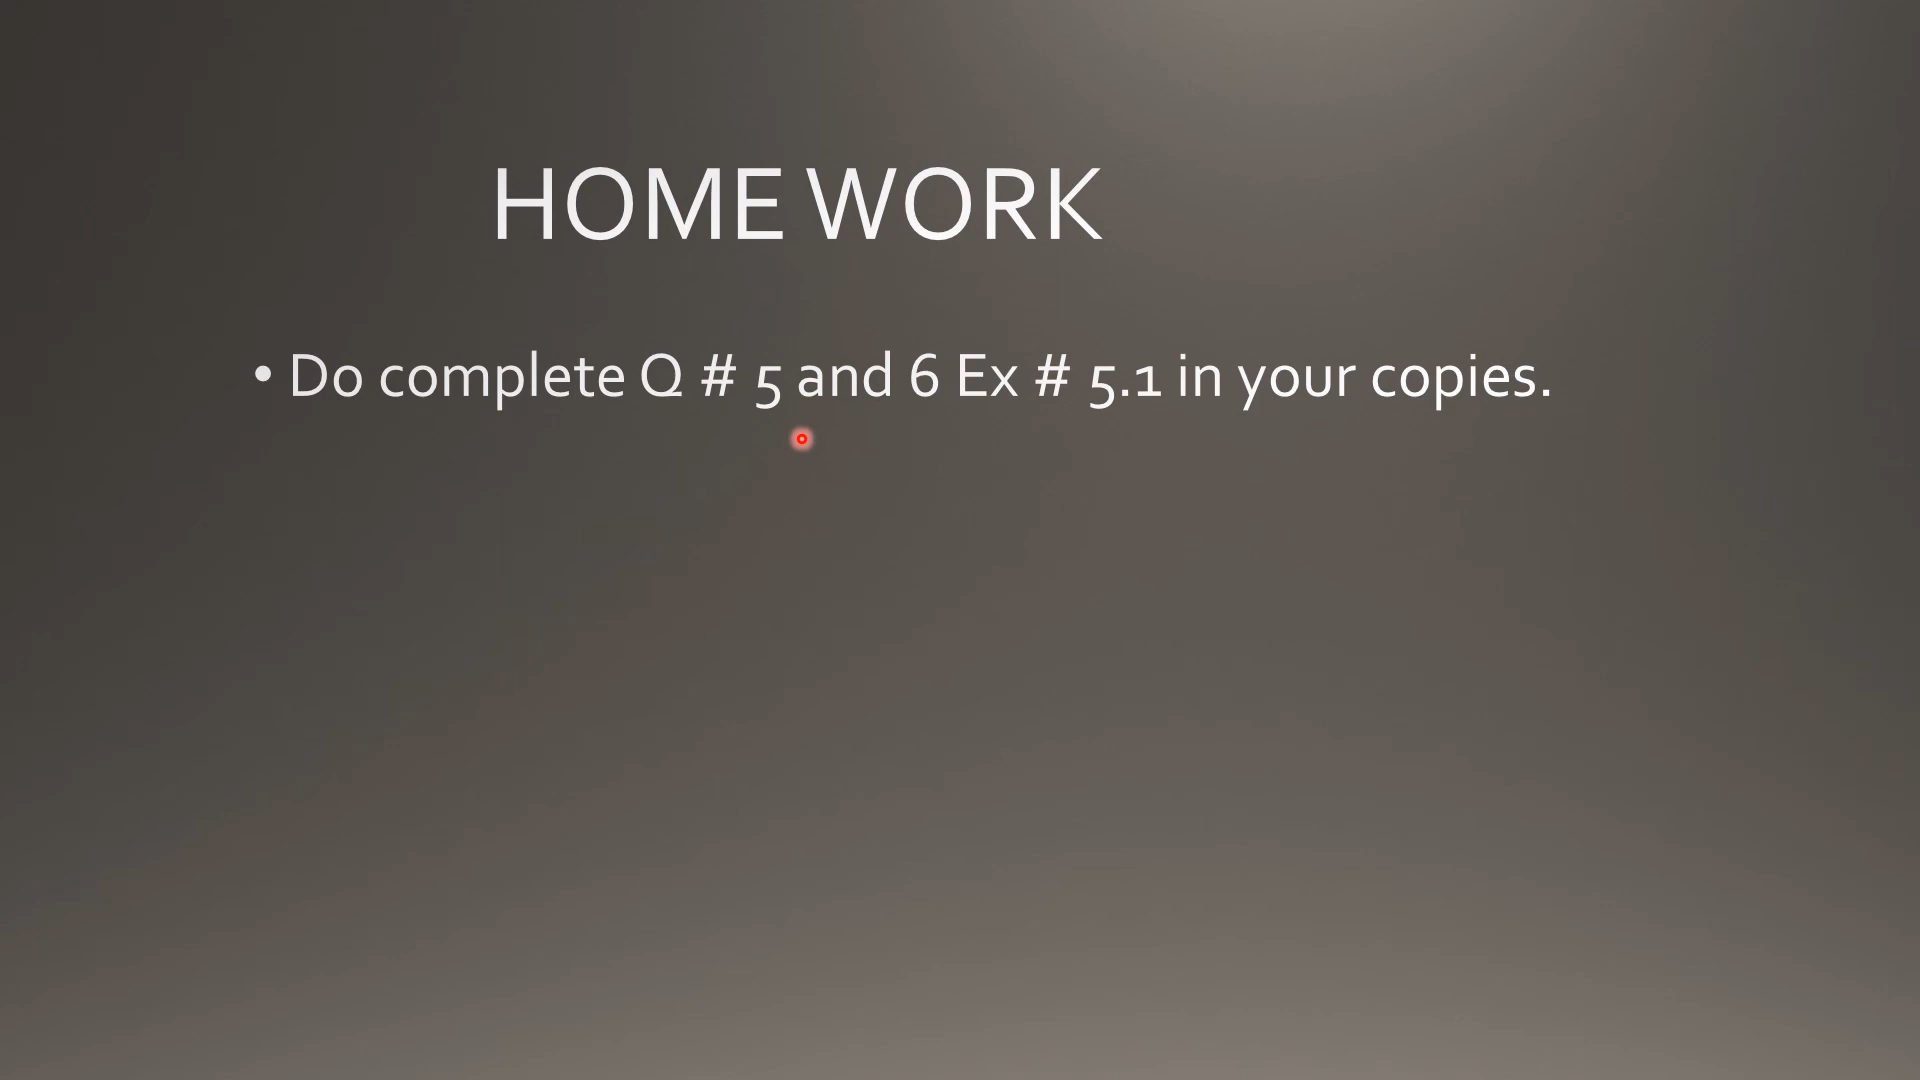 HOME WORK
• Do complete Q # 5 and 6 Ex # 5.1 in your copies.